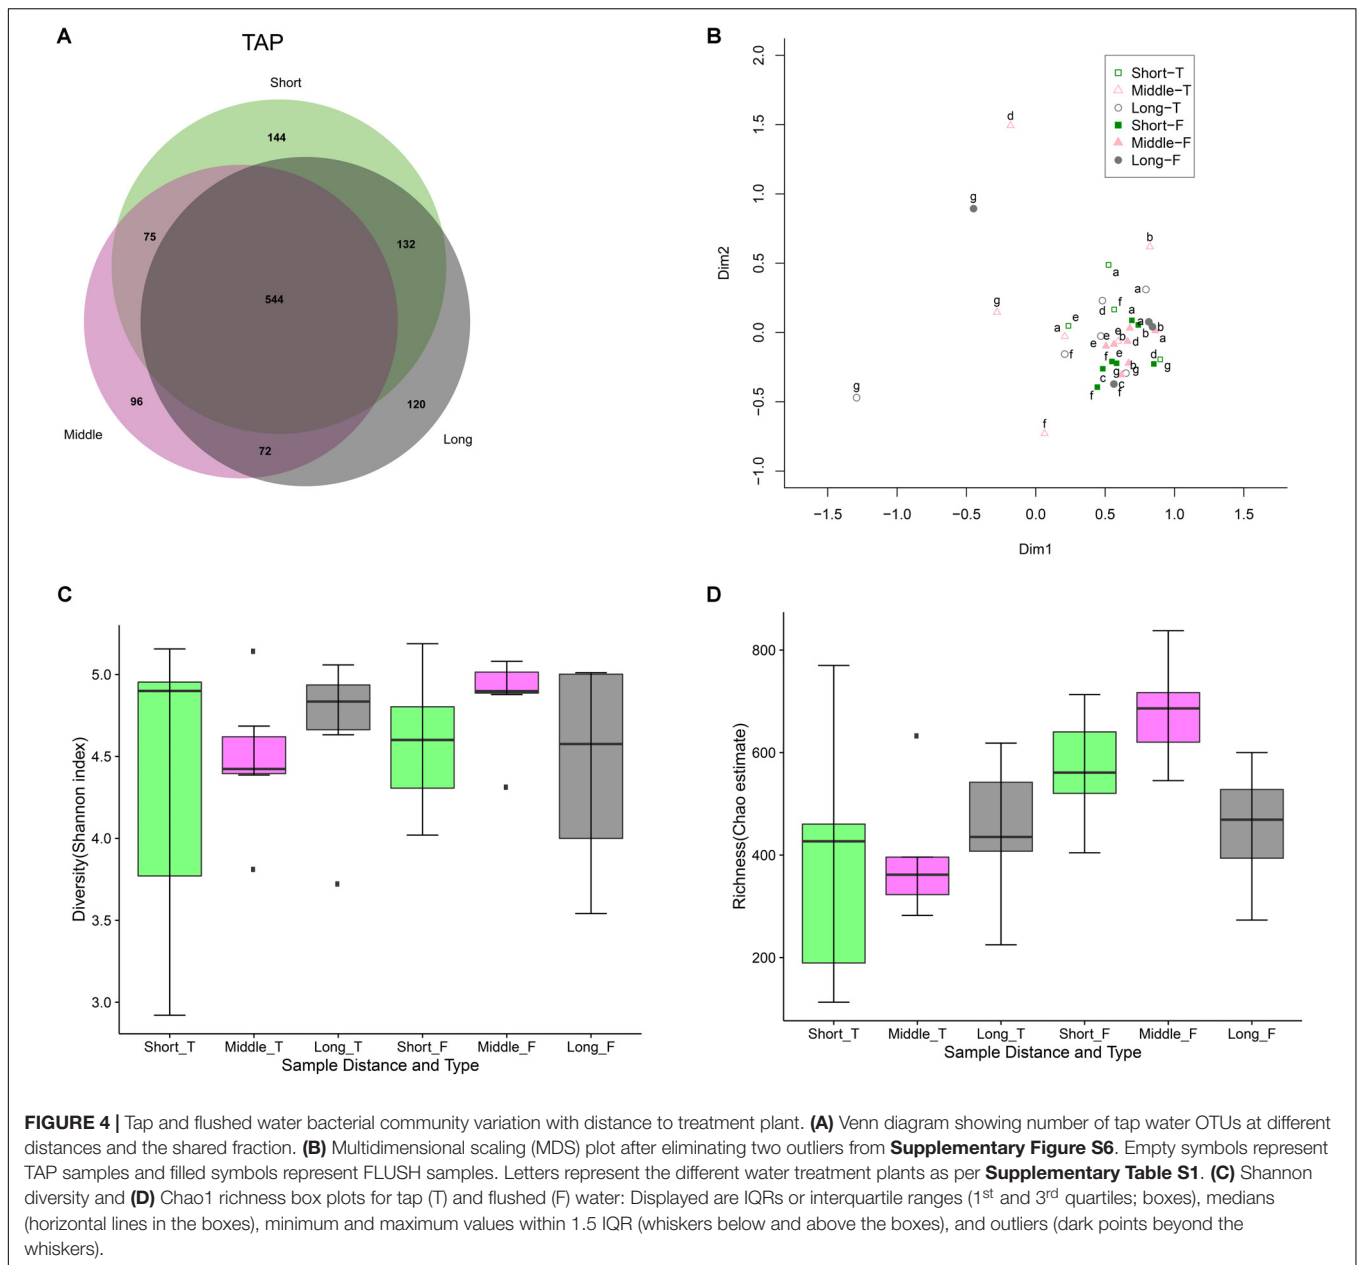 A
TAP
Short
144
75
132
544
96
120
Middle
Long
72
B
Short−T
Middle−T
Long−T
Short−F
Middle−F
Long−F
2.0
1.5
1.0
0.5
0.0
−0.5
−1.0
Dim2
−1.5 −1.0 −0.5 0.0 0.5 1.0 1.5
Dim1
d
g
b
a
a
g
f
d
e
a
a
b
a
e
b
b
a
f
e
e
d
f
e
d
g
b
g
g
c
c
f
f
g
f
C
5.0
4.5
4.0
3.5
3.0
Diversity(Shannon index)
Short_T Middle_T Long_T Short_F Middle_F Long_F
Sample Distance and Type
D
800
600
400
200
Richness(Chao estimate)
Short_T Middle_T Long_T Short_F Middle_F Long_F
Sample Distance and Type
FIGURE 4 | Tap and flushed water bacterial community variation with distance to treatment plant. (A) Venn diagram showing number of tap water OTUs at different
distances and the shared fraction. (B) Multidimensional scaling (MDS) plot after eliminating two outliers from Supplementary Figure S6. Empty symbols represent
TAP samples and filled symbols represent FLUSH samples. Letters represent the different water treatment plants as per Supplementary Table S1. (C) Shannon
diversity and (D) Chao1 richness box plots for tap (T) and flushed (F) water: Displayed are IQRs or interquartile ranges (1st and 3rd quartiles; boxes), medians
(horizontal lines in the boxes), minimum and maximum values within 1.5 IQR (whiskers below and above the boxes), and outliers (dark points beyond the
whiskers).